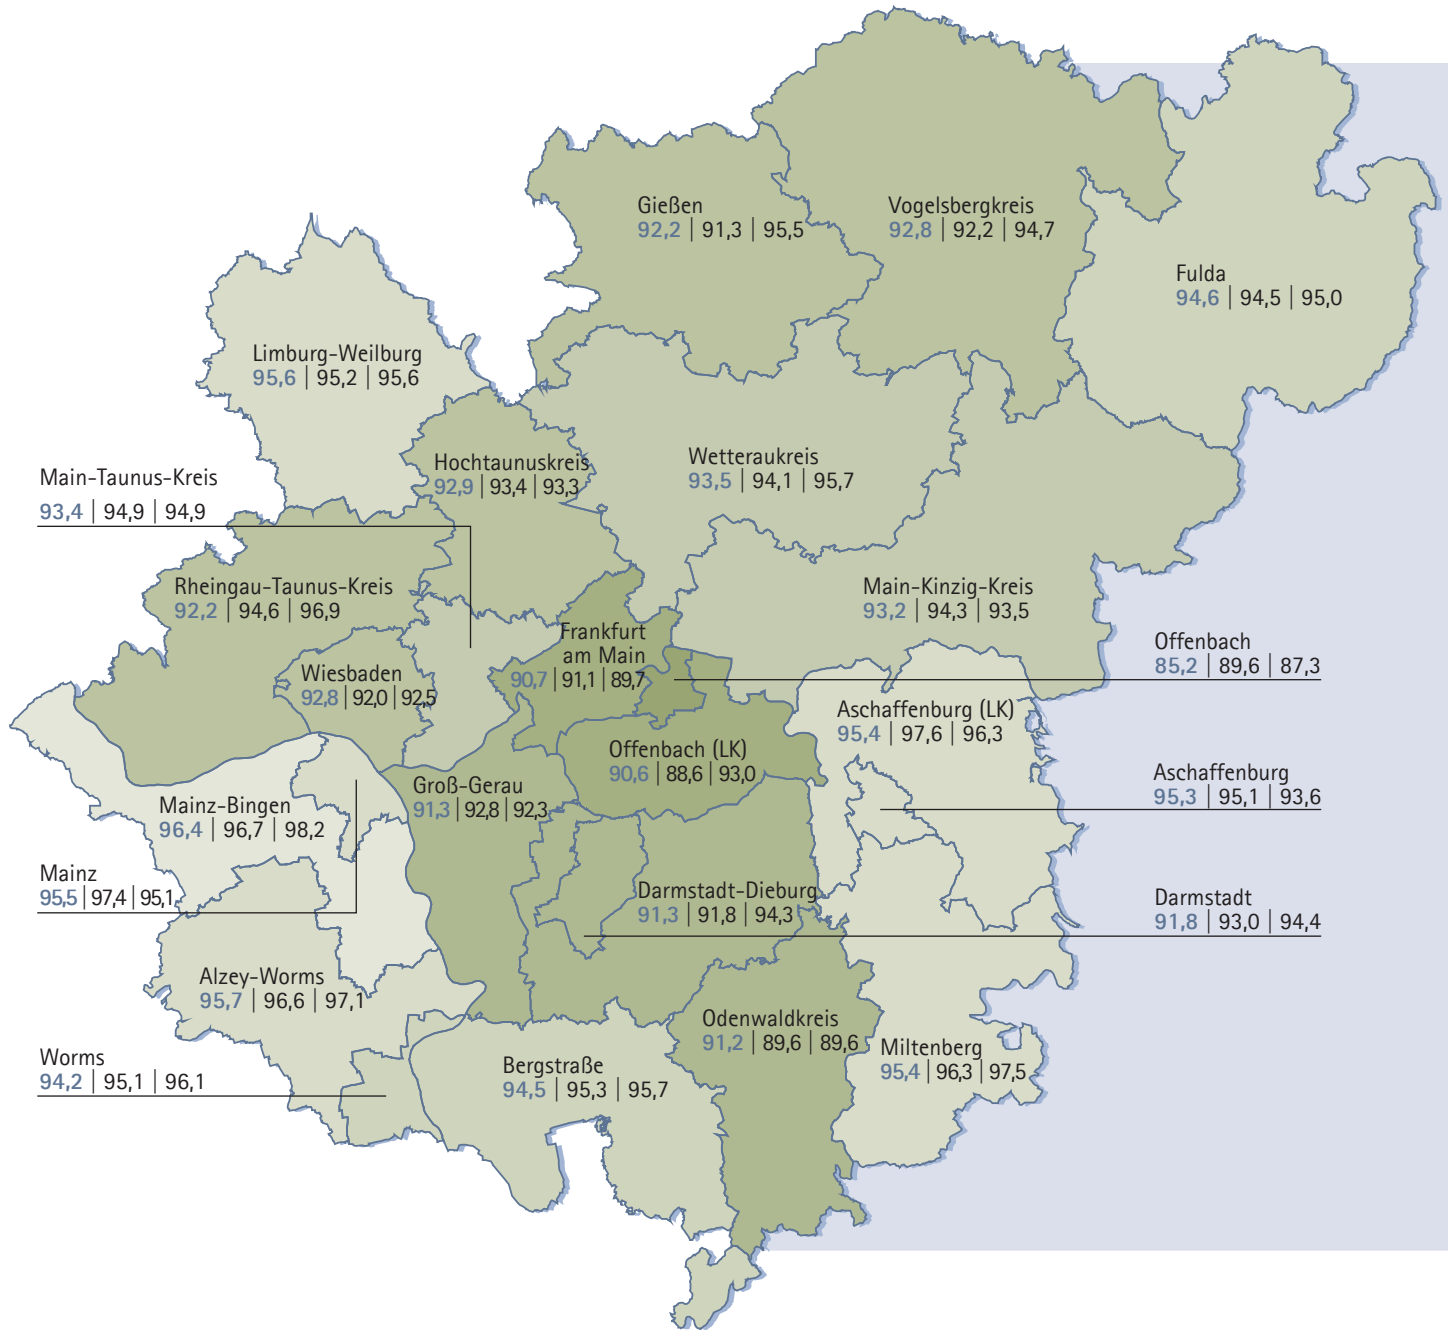 Gießen
92,2 | 91,3 | 95,5
Vogelsbergkreis
92,8 | 92,2 | 94,7
Fulda
94,6 | 94,5 | 95,0
Limburg-Weilburg
95,6 | 95,2 | 95,6
Main-Taunus-Kreis
93,4 | 94,9 | 94,9
Hochtaunuskreis
92,9 | 93,4 | 93,3
Wetteraukreis
93,5 | 94,1 | 95,7
Rheingau-Taunus-Kreis
92,2 | 94,6 | 96,9
Main-Kinzig-Kreis
93,2 | 94,3 | 93,5
Frankfurt
am Main
90,7 | 91,1 | 89,7
Offenbach
85,2 | 89,6 | 87,3
Wiesbaden
92,8 | 92,0 | 92,5
Aschaffenburg (LK)
95,4 | 97,6 | 96,3
Offenbach (LK)
90,6 | 88,6 | 93,0
Aschaffenburg
95,3 | 95,1 | 93,6
Groß-Gerau
91,3 | 92,8 | 92,3
Mainz-Bingen
96,4 | 96,7 | 98,2
Mainz
95,5 | 97,4 | 95,1
Darmstadt-Dieburg
91,3 | 91,8 | 94,3
Darmstadt
91,8 | 93,0 | 94,4
Alzey-Worms
95,7 | 96,6 | 97,1
Odenwaldkreis
91,2 | 89,6 | 89,6
Miltenberg
95,4 | 96,3 | 97,5
Worms
94,2 | 95,1 | 96,1
Bergstraße
94,5 | 95,3 | 95,7